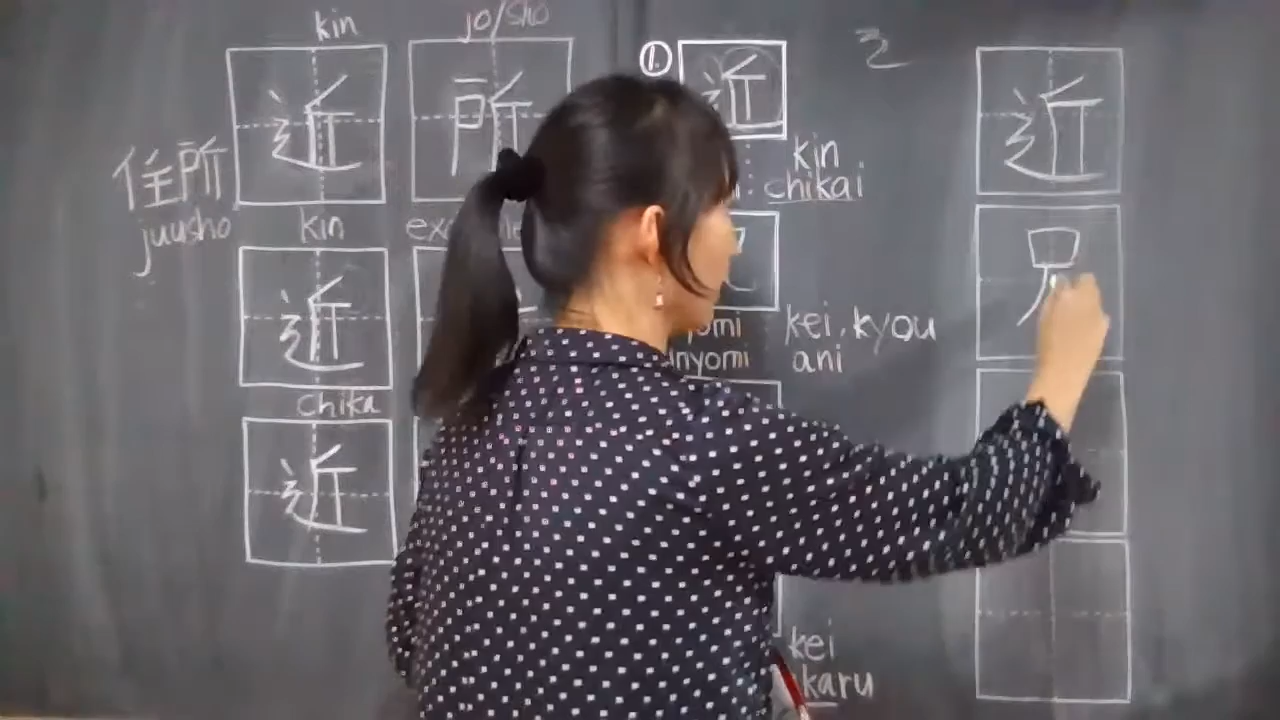 kin jo/sho
近 所
住所
juusho
kin
近
chika
近
① 近
kin
chikai
kei.kyou
nyomi ani
kei
karu
近